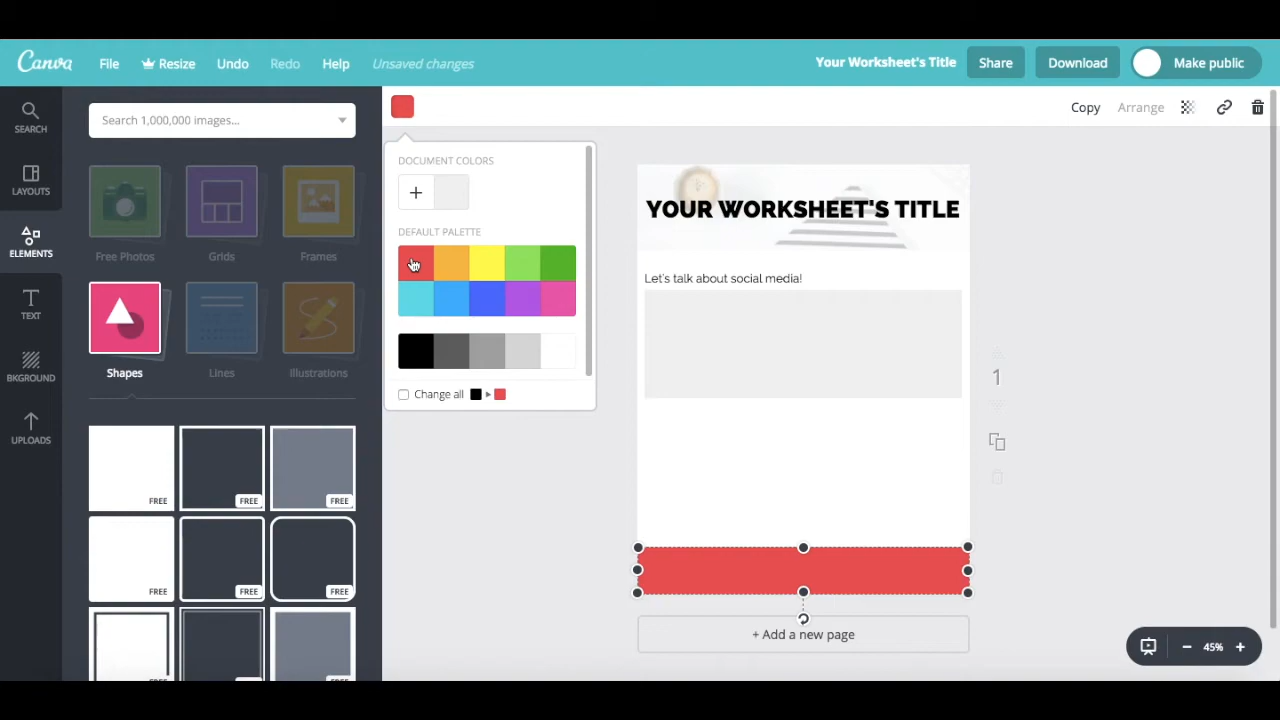 Canva File Resize Undo Redo Help Unsaved changes Your Worksheet's Title Share Download Make public
SEARCH
LAYOUTS
ELEMENTS
TEXT
BKGROUND
UPLOADS
Search 1,000,000 images...
Free Photos Grids Frames
Shapes Lines Illustrations
FREE FREE FREE
FREE FREE FREE
FREE FREE FREE
Copy Arrange
DOCUMENT COLORS
+
DEFAULT PALETTE
Change all
YOUR WORKSHEET'S TITLE
Let's talk about social media!
1
+ Add a new page
− 45% +